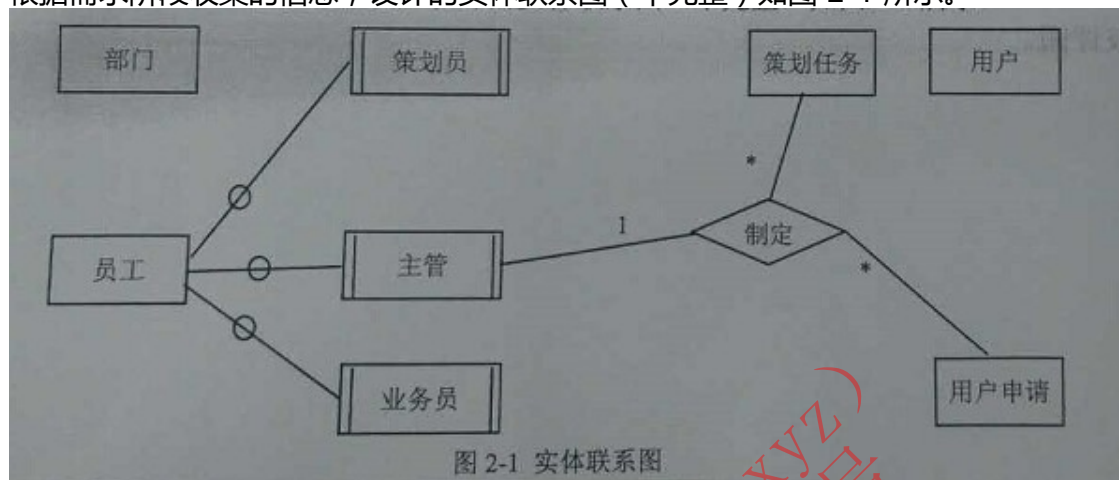 部门
策划员
策划任务
用户
*
1
制定
员工
主管
*
业务员
用户申请
图 2-1 实体联系图